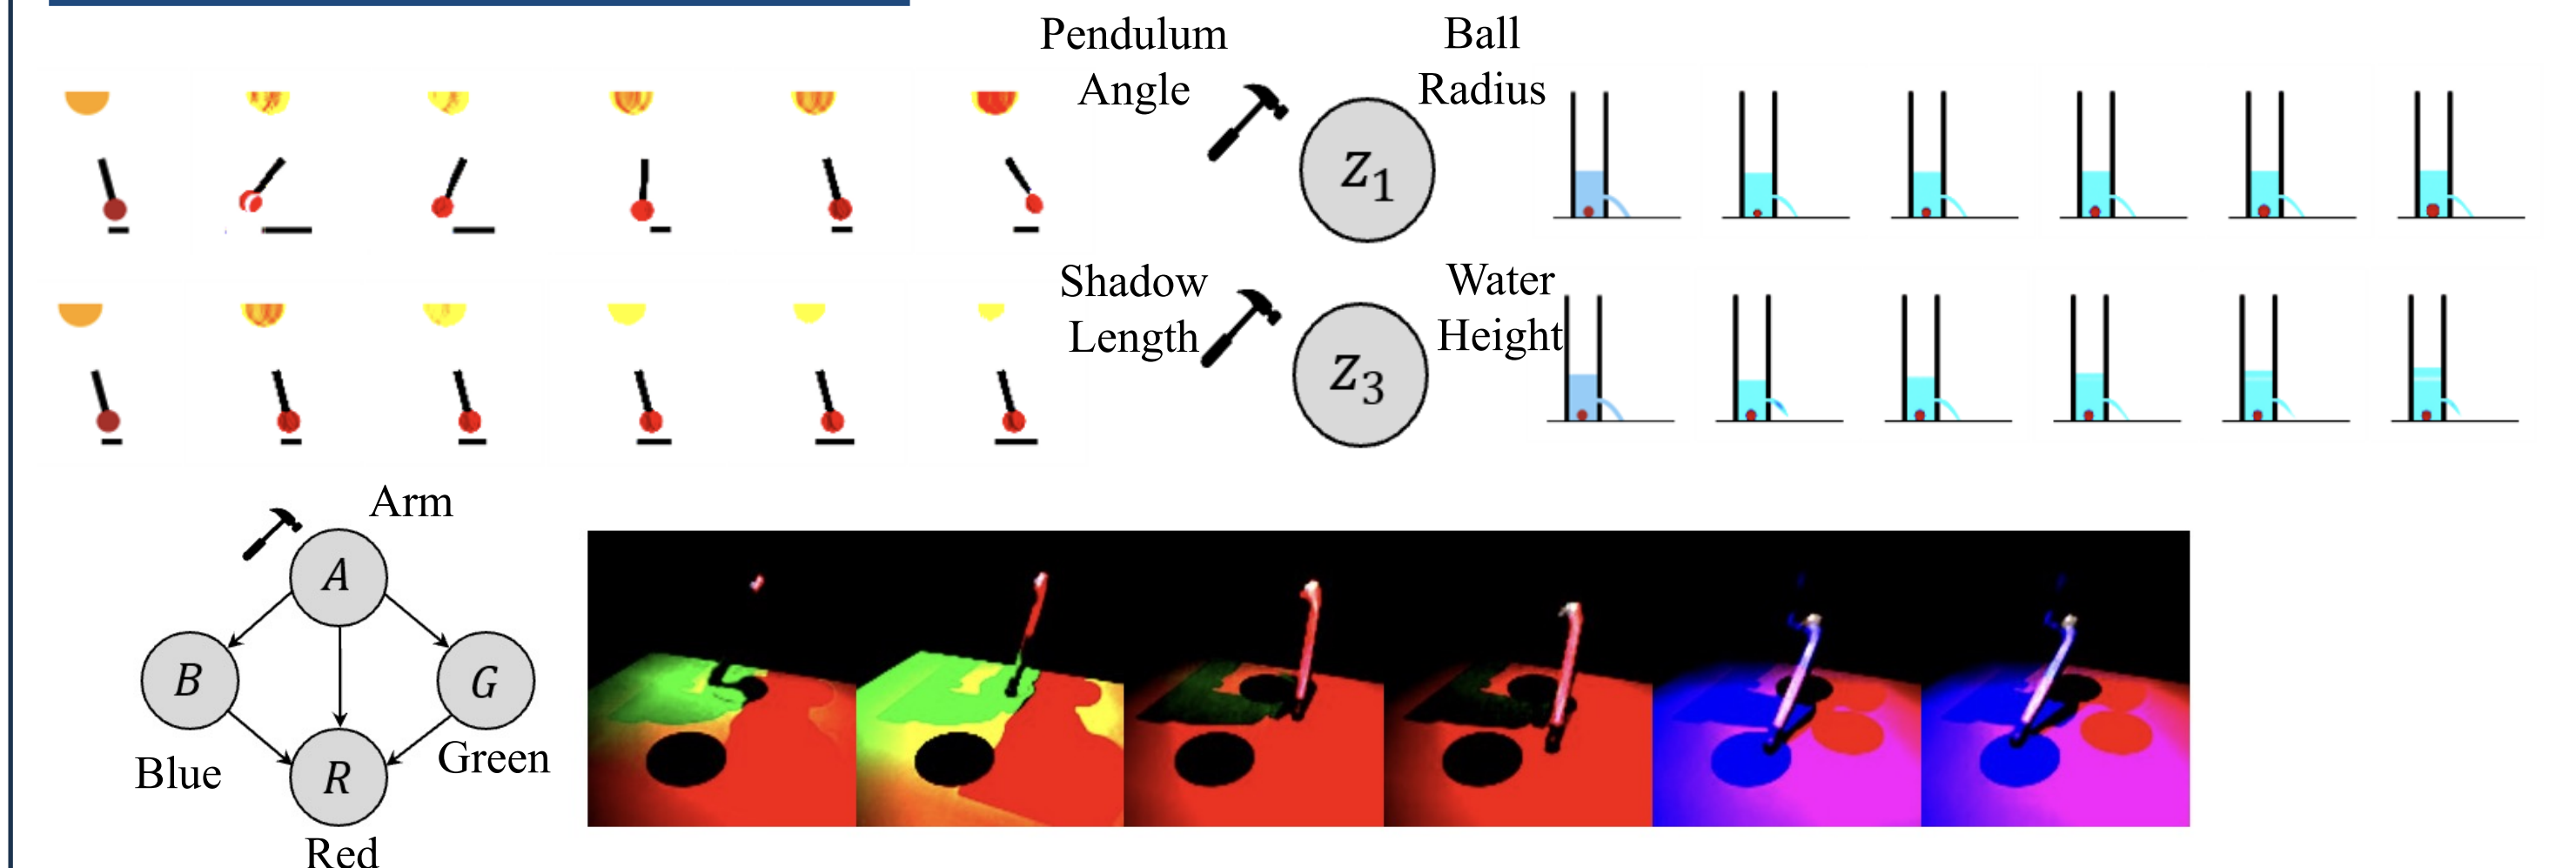 Pendulum
Angle
Ball
Radius
z₁
Shadow
Length
Water
Height
z₃
Arm
A
B
G
Blue
Green
R
Red